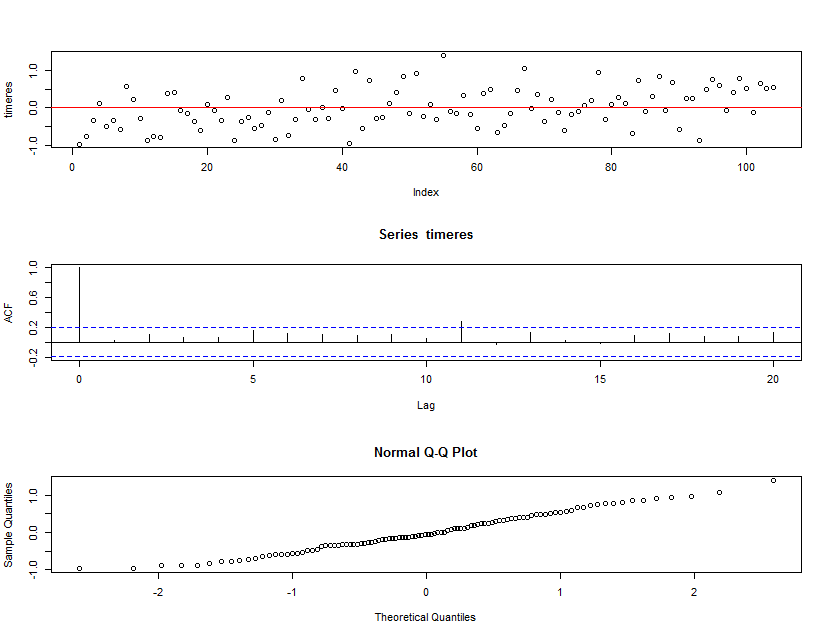 timeres
1.0
0.0
-1.0
0 20 40 60 80 100
Index
Series timeres
ACF
1.0
0.6
0.2
-0.2
0 5 10 15 20
Lag
Normal Q-Q Plot
Sample Quantiles
1.0
0.0
-1.0
-2 -1 0 1 2
Theoretical Quantiles